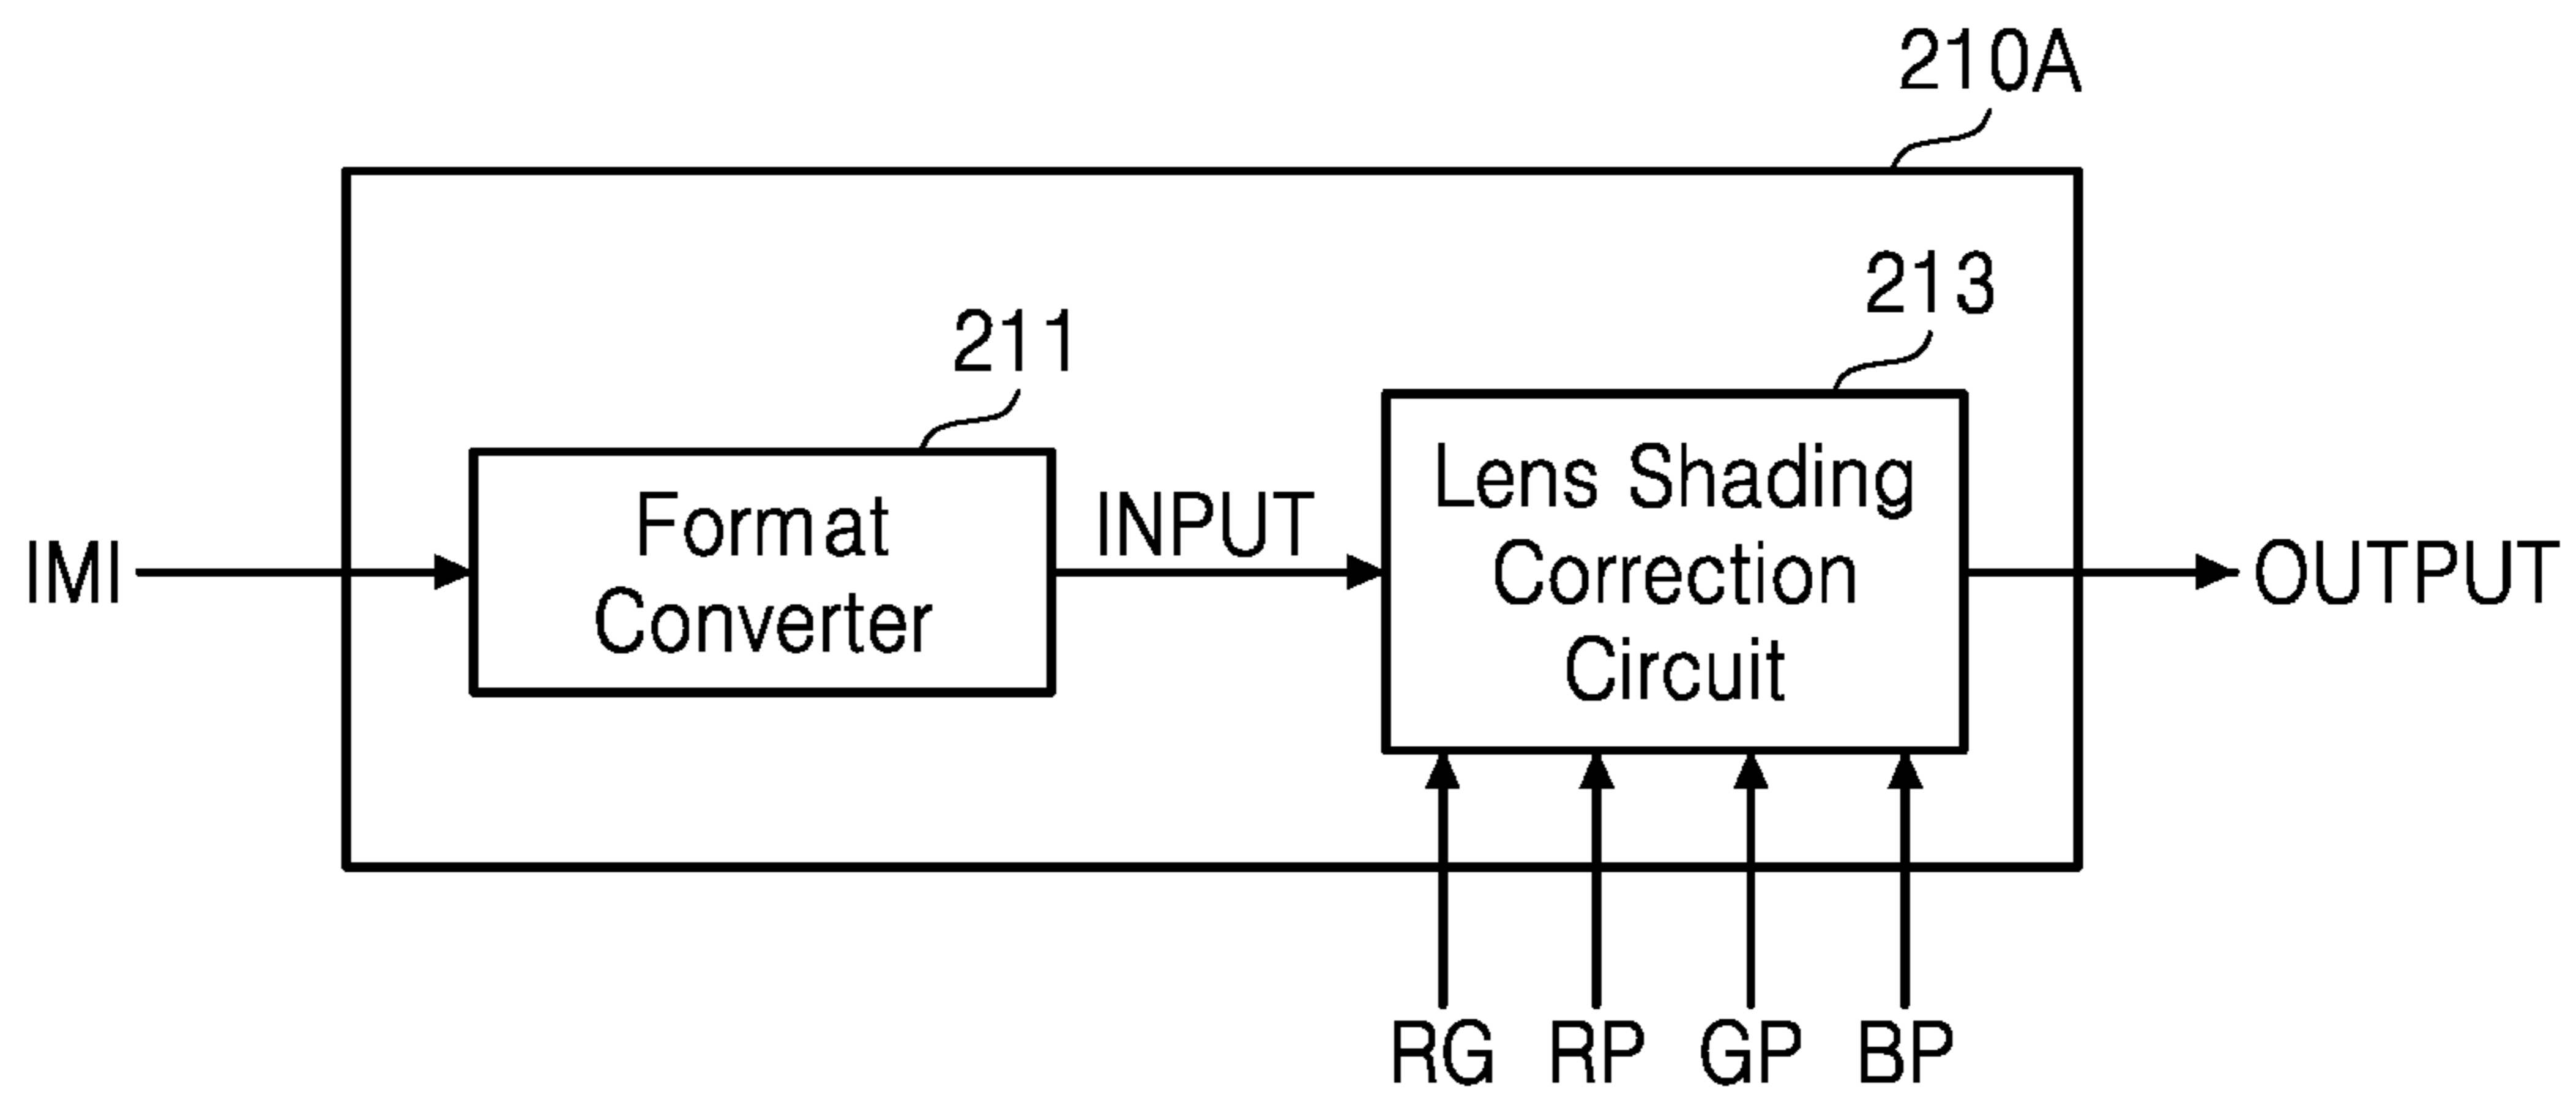 210A
213
211
Lens Shading
Correction
Circuit
Format
Converter
INPUT
IMI
OUTPUT
RG RP GP BP